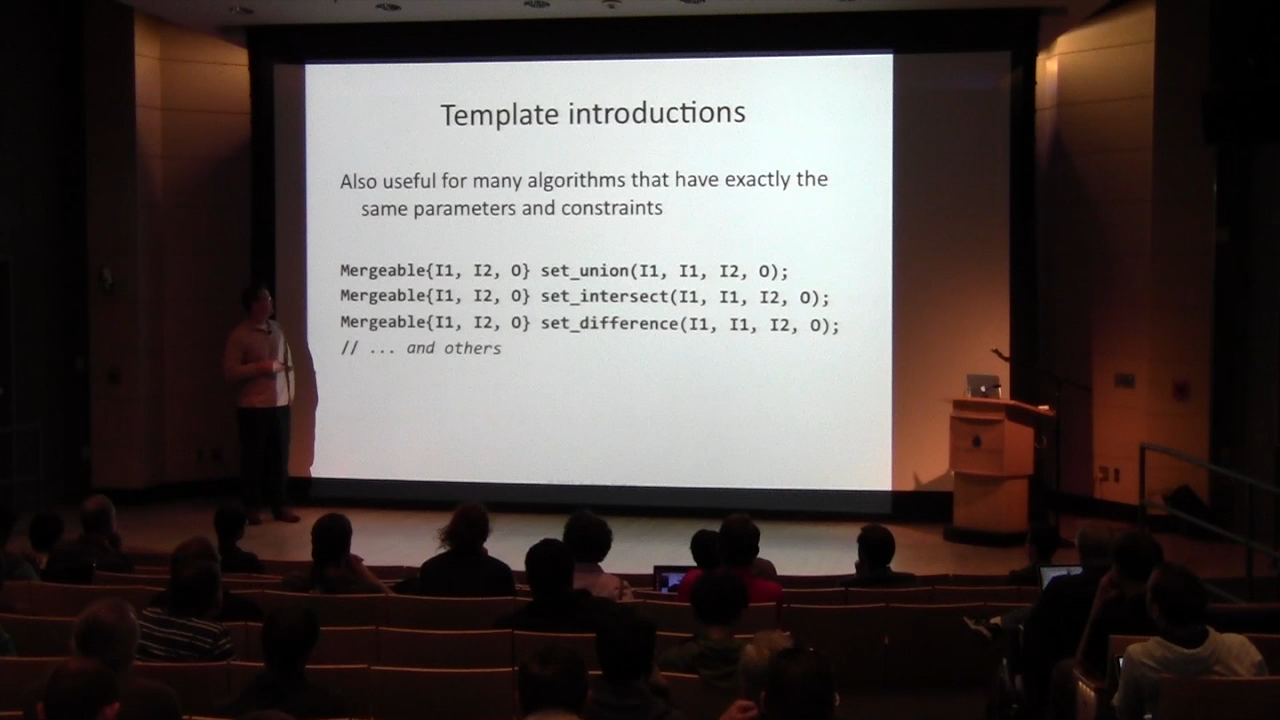 Template introductions
Also useful for many algorithms that have exactly the
same parameters and constraints
Mergeable{I1, I2, O} set_union(I1, I1, I2, O);
Mergeable{I1, I2, O} set_intersect(I1, I1, I2, O);
Mergeable{I1, I2, O} set_difference(I1, I1, I2, O);
// ... and others